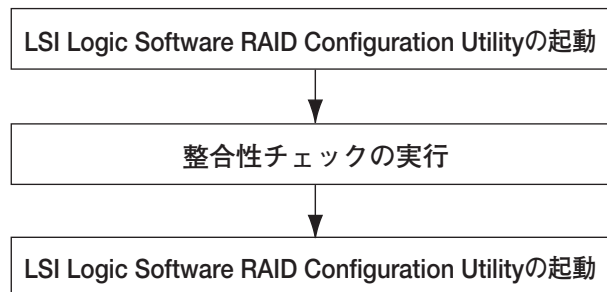 LSI Logic Software RAID Configuration Utilityの起動
整合性チェックの実行
LSI Logic Software RAID Configuration Utilityの起動